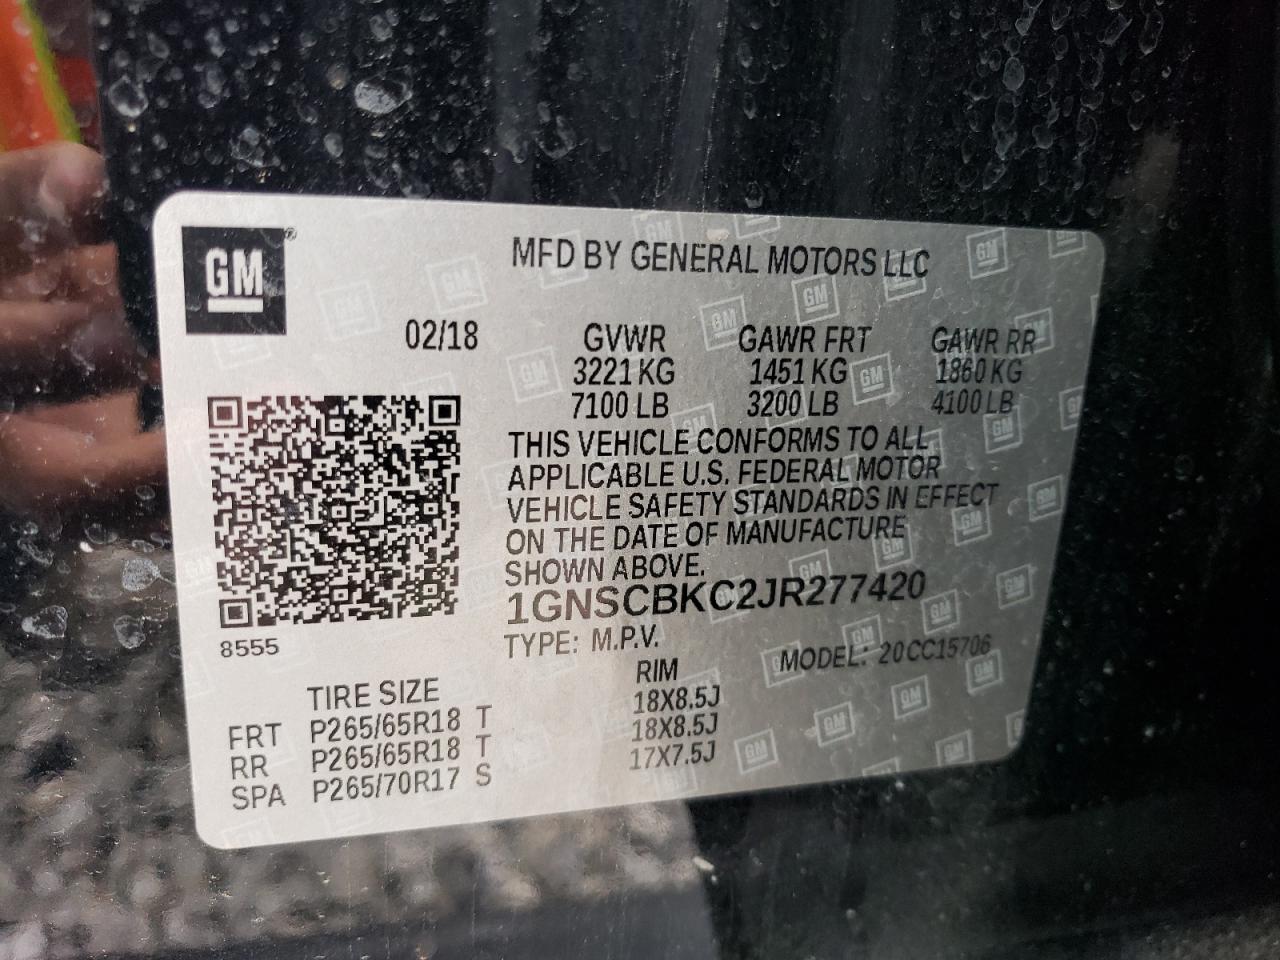 GM ®
MFD BY GENERAL MOTORS LLC
02/18 GVWR GAWR FRT GAWR RR
3221 KG 1451 KG 1860 KG
7100 LB 3200 LB 4100 LB
THIS VEHICLE CONFORMS TO ALL
APPLICABLE U.S. FEDERAL MOTOR
VEHICLE SAFETY STANDARDS IN EFFECT
ON THE DATE OF MANUFACTURE
SHOWN ABOVE.
1GNSCBKC2JR277420
8555
TYPE: M.P.V. MODEL: 20CC15706
TIRE SIZE RIM
FRT P265/65R18 T 18X8.5J
RR P265/65R18 T 18X8.5J
SPA P265/70R17 S 17X7.5J